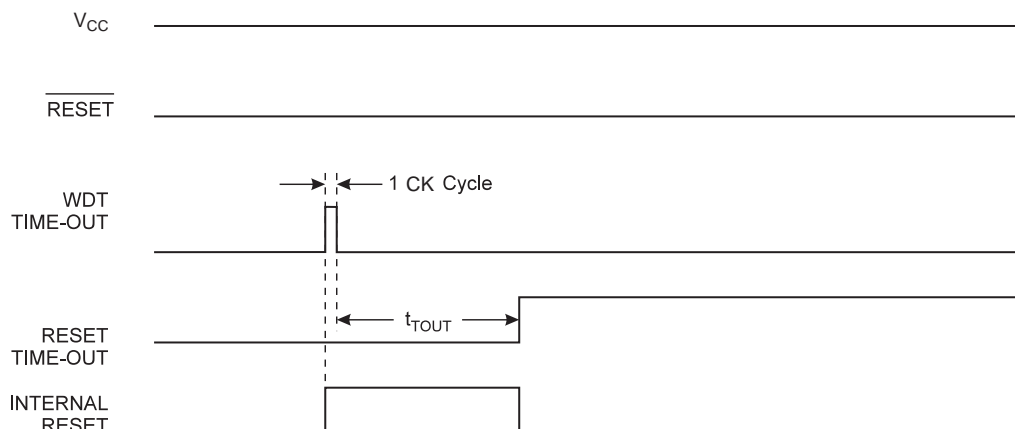 VCC
RESET
1 CK Cycle
WDT
TIME-OUT
tTOUT
RESET
TIME-OUT
INTERNAL
RESET